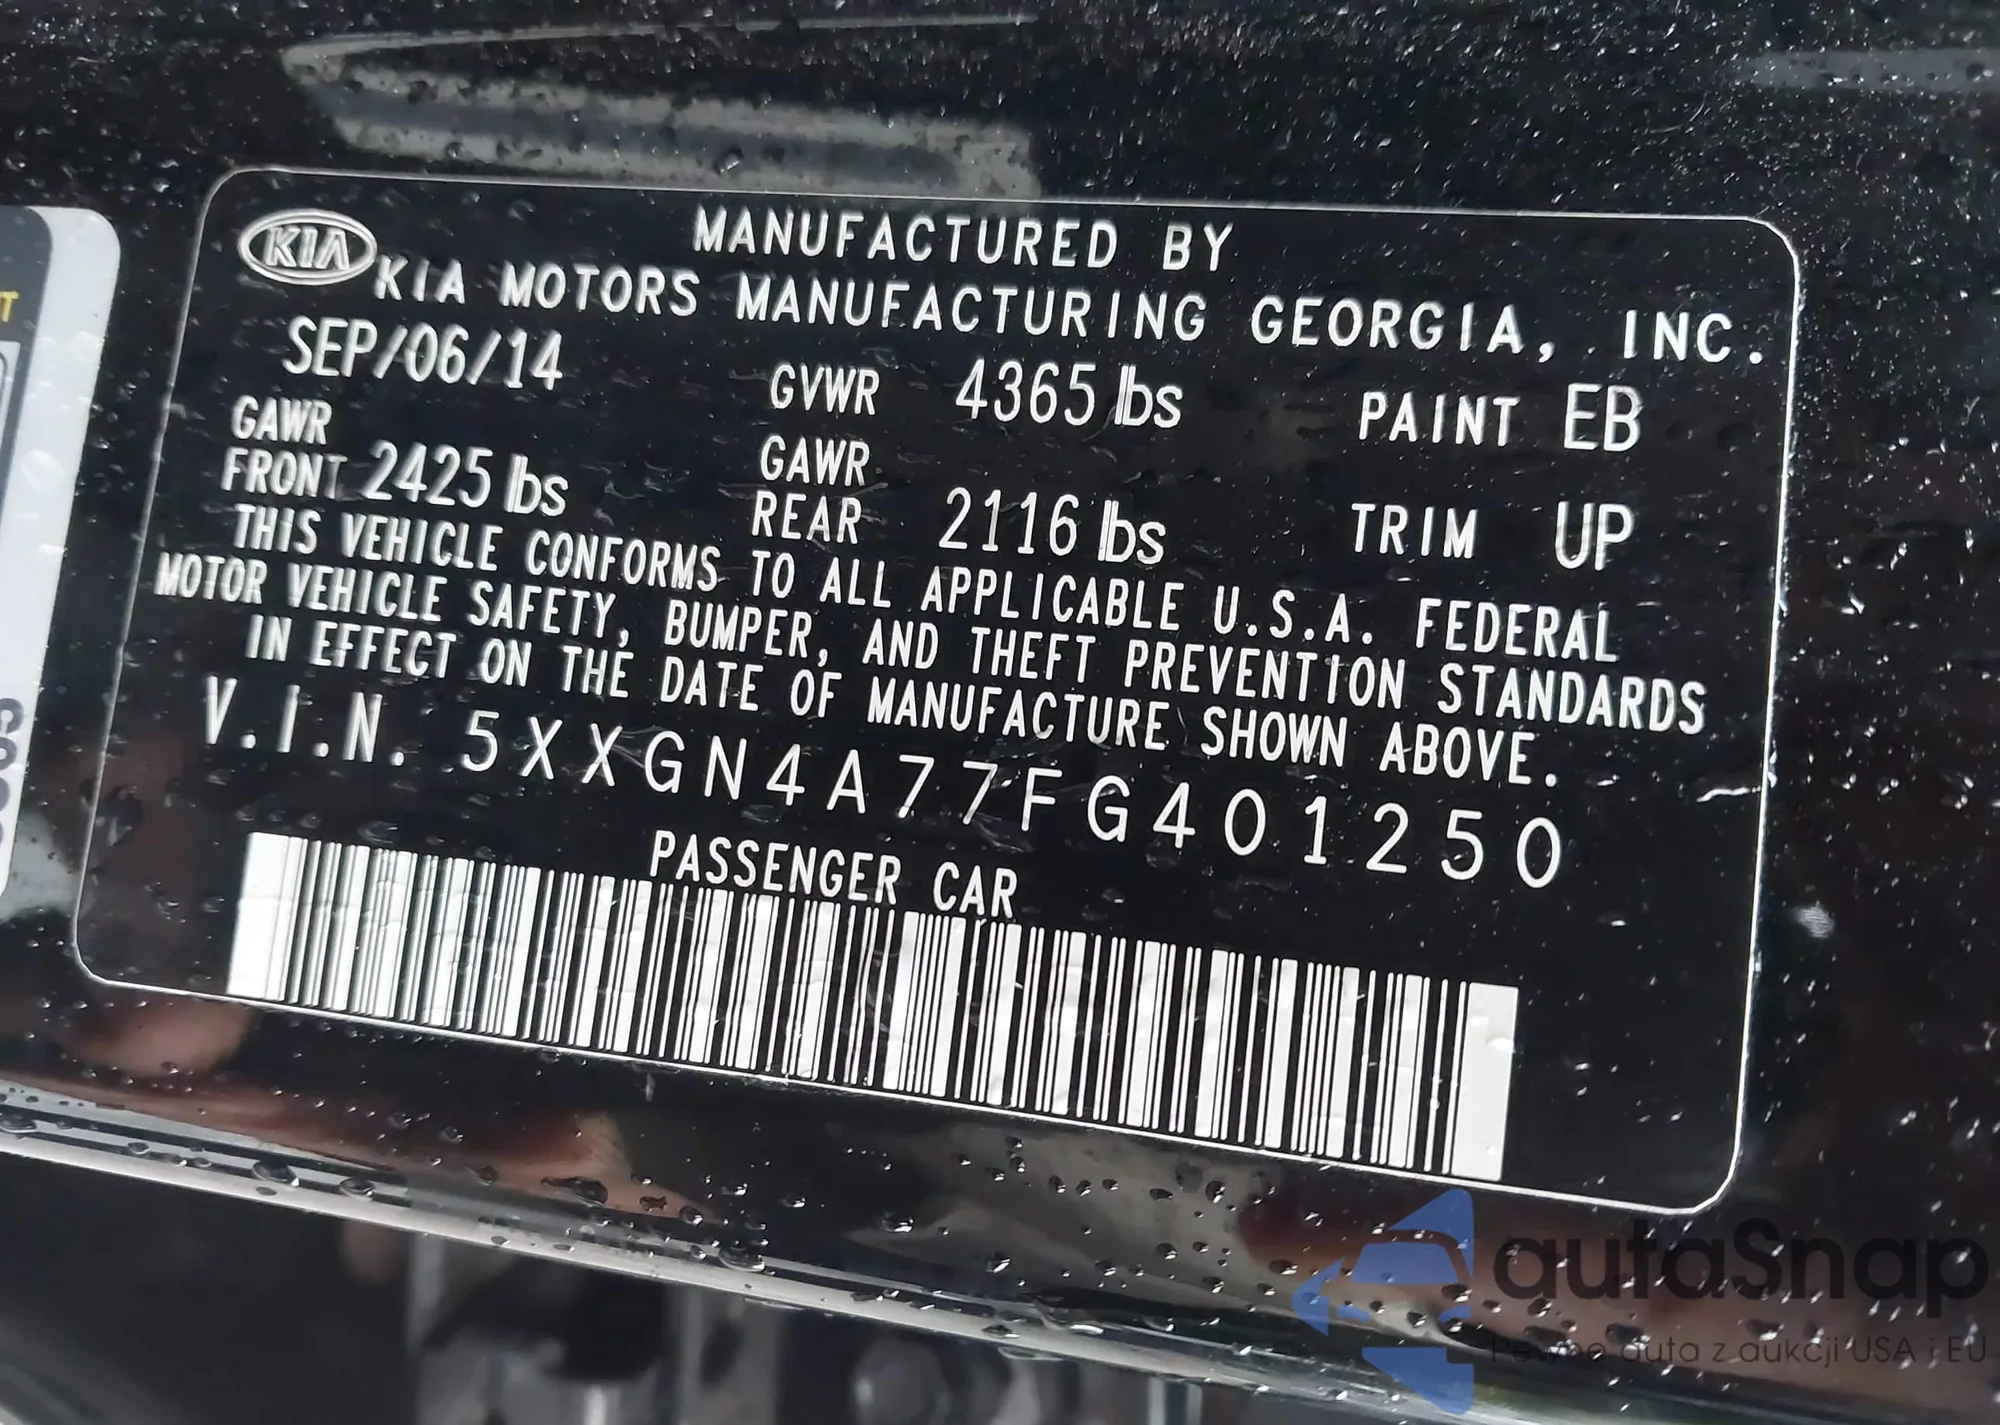 KIA
MANUFACTURED BY
KIA MOTORS MANUFACTURING GEORGIA, INC.
SEP/06/14 GVWR 4365 lbs PAINT EB
GAWR FRONT 2425 lbs GAWR REAR 2116 lbs TRIM UP
THIS VEHICLE CONFORMS TO ALL APPLICABLE U.S.A. FEDERAL
MOTOR VEHICLE SAFETY, BUMPER, AND THEFT PREVENTION STANDARDS
IN EFFECT ON THE DATE OF MANUFACTURE SHOWN ABOVE.
V.I.N. 5XXGN4A77FG401250
PASSENGER CAR
autaSnap
Pewne auta z aukcji USA i EU